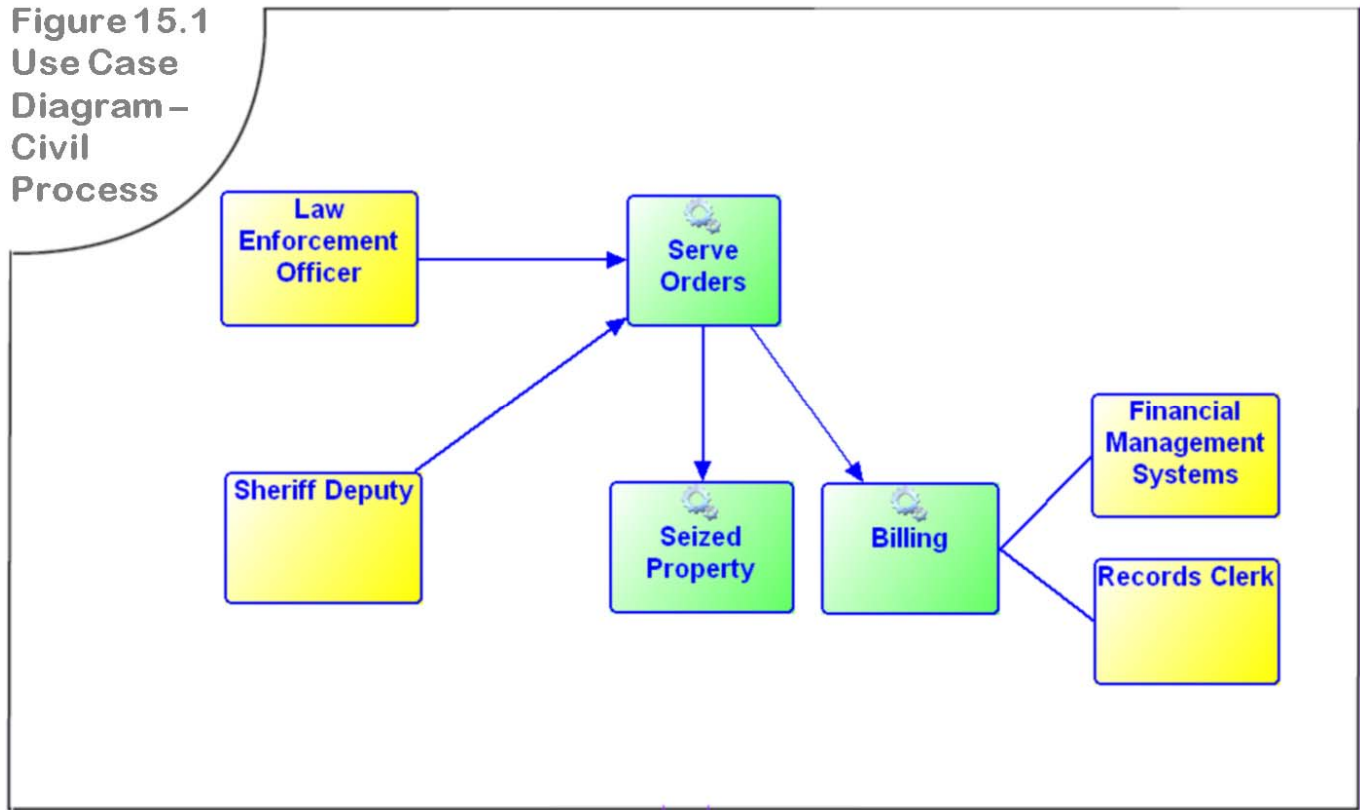 Figure 15.1
Use Case
Diagram –
Civil
Process
Law
Enforcement
Officer
Serve
Orders
Sheriff Deputy
Seized
Property
Billing
Financial
Management
Systems
Records Clerk